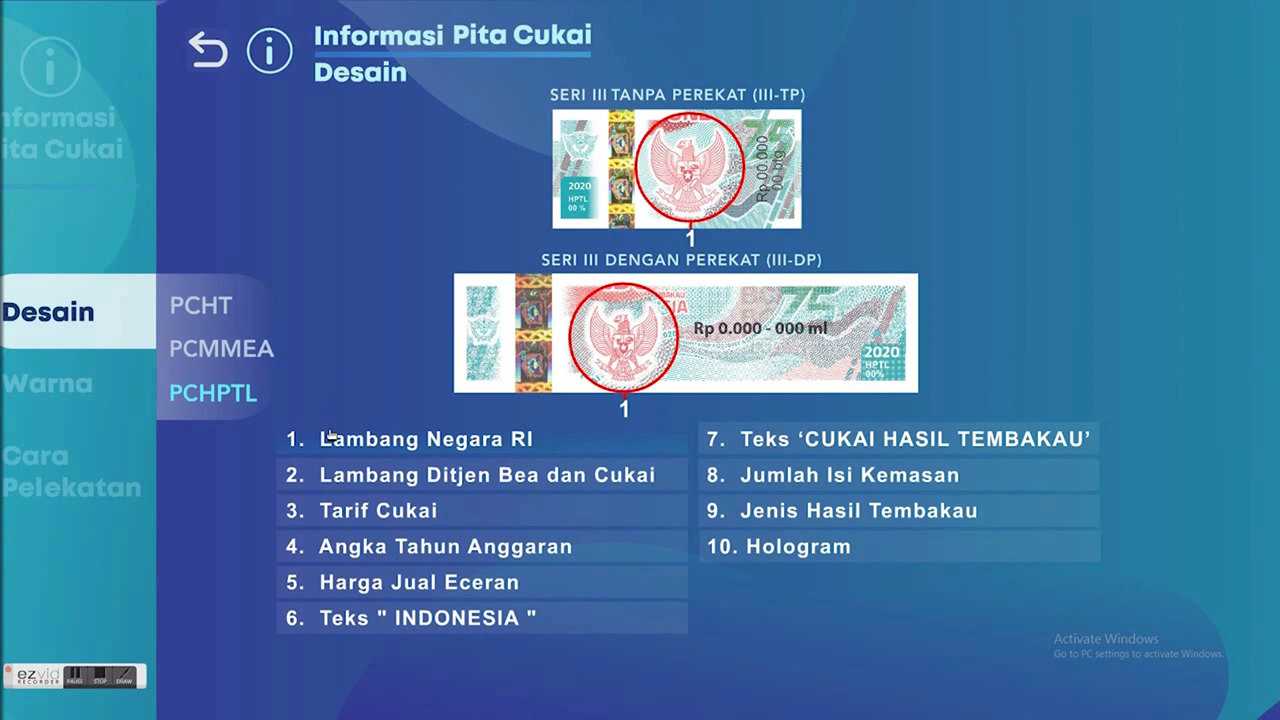 Informasi Pita Cukai
Desain
nformasi
ita Cukai
Desain
Warna
Cara
Pelekatan
PCHT
PCMMEA
PCHPTL
SERI III TANPA PEREKAT (III-TP)
2020
HPTL
00 %
75
Rp 00.000
00 btg
1
SERI III DENGAN PEREKAT (III-DP)
75
Rp 0.000 - 000 ml
2020
HPTL
00%
1
1. Lambang Negara RI
2. Lambang Ditjen Bea dan Cukai
3. Tarif Cukai
4. Angka Tahun Anggaran
5. Harga Jual Eceran
6. Teks " INDONESIA "
7. Teks ‘CUKAI HASIL TEMBAKAU’
8. Jumlah Isi Kemasan
9. Jenis Hasil Tembakau
10. Hologram
Activate Windows
Go to PC settings to activate Windows.
ezvid
RECORDER
PAUSE STOP DRAW